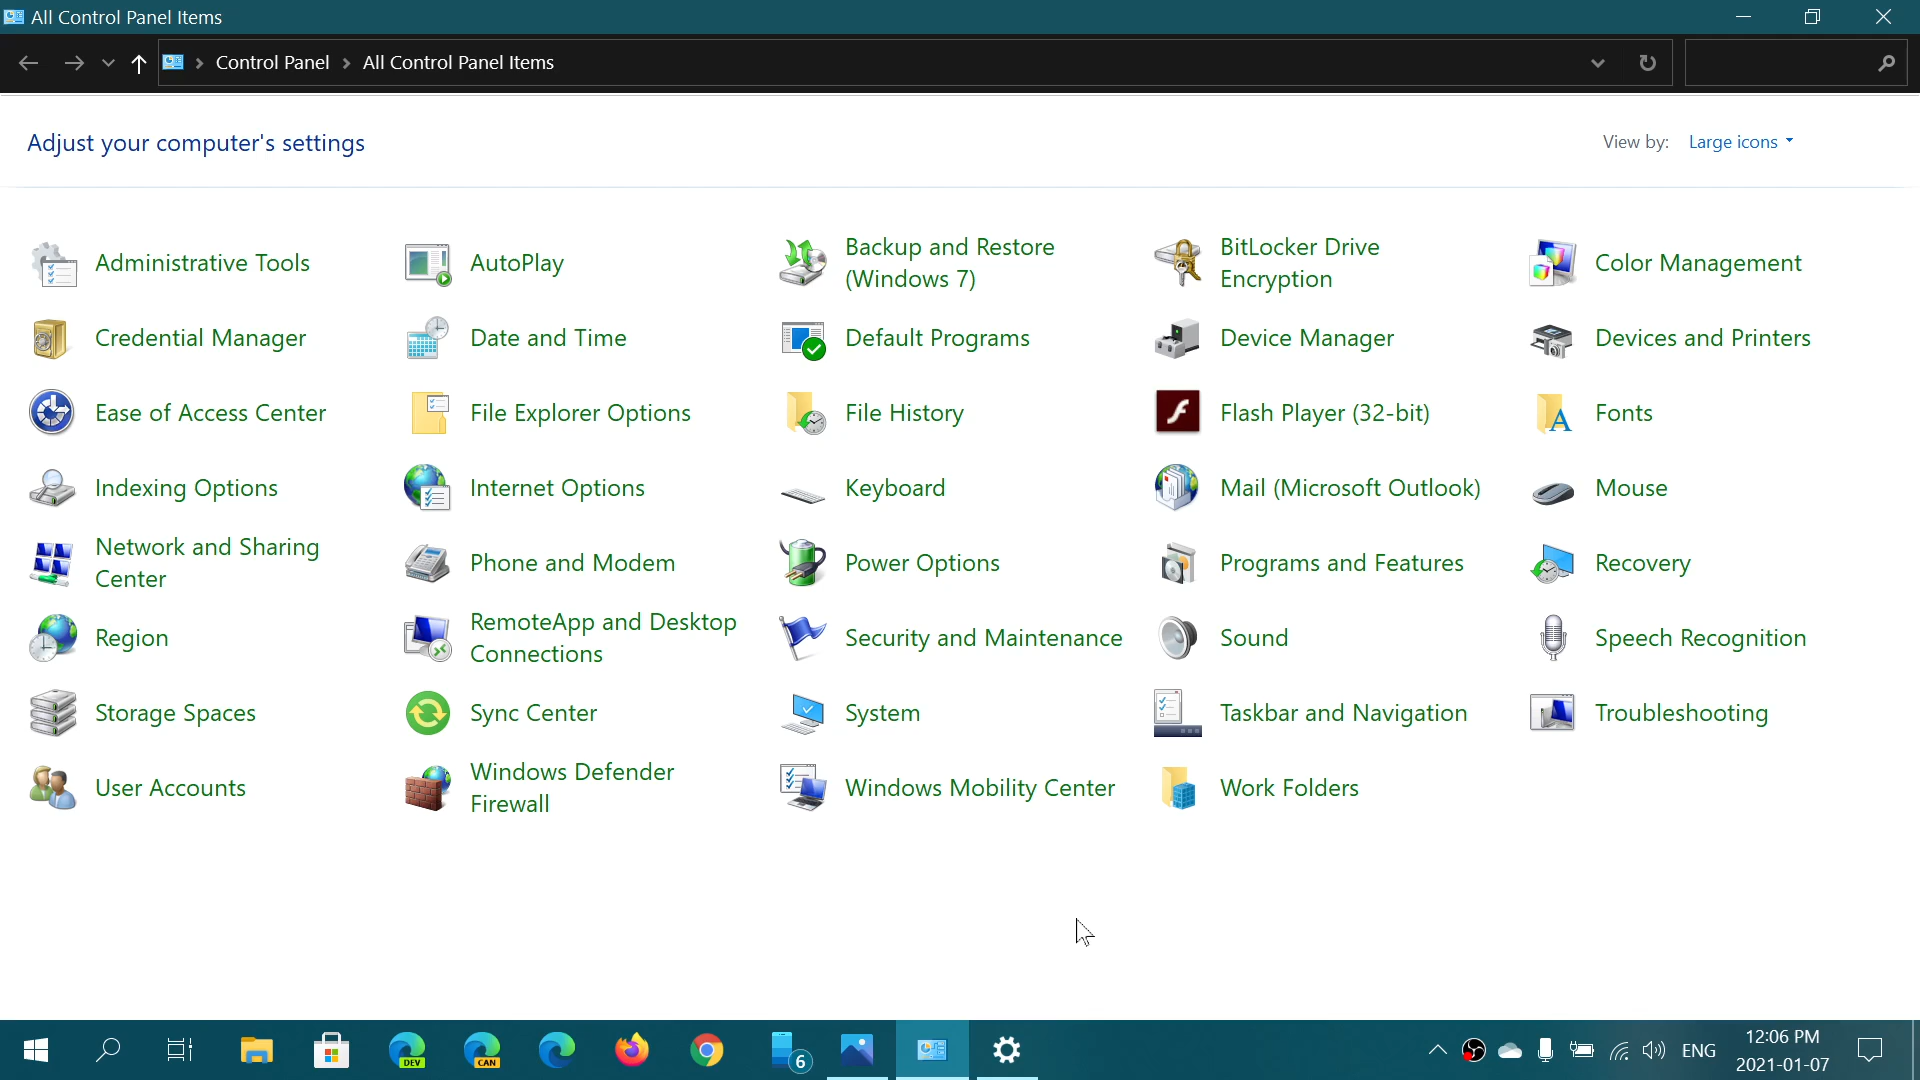 All Control Panel Items
Control Panel
All Control Panel Items
Adjust your computer's settings
View by: Large icons
Administrative Tools
AutoPlay
Backup and Restore
(Windows 7)
BitLocker Drive
Encryption
Color Management
Credential Manager
Date and Time
Default Programs
Device Manager
Devices and Printers
Ease of Access Center
File Explorer Options
File History
Flash Player (32-bit)
Fonts
Indexing Options
Internet Options
Keyboard
Mail (Microsoft Outlook)
Mouse
Network and Sharing
Center
Phone and Modem
Power Options
Programs and Features
Recovery
Region
RemoteApp and Desktop
Connections
Security and Maintenance
Sound
Speech Recognition
Storage Spaces
Sync Center
System
Taskbar and Navigation
Troubleshooting
User Accounts
Windows Defender
Firewall
Windows Mobility Center
Work Folders
DEV
CAN
6
ENG
12:06 PM
2021-01-07